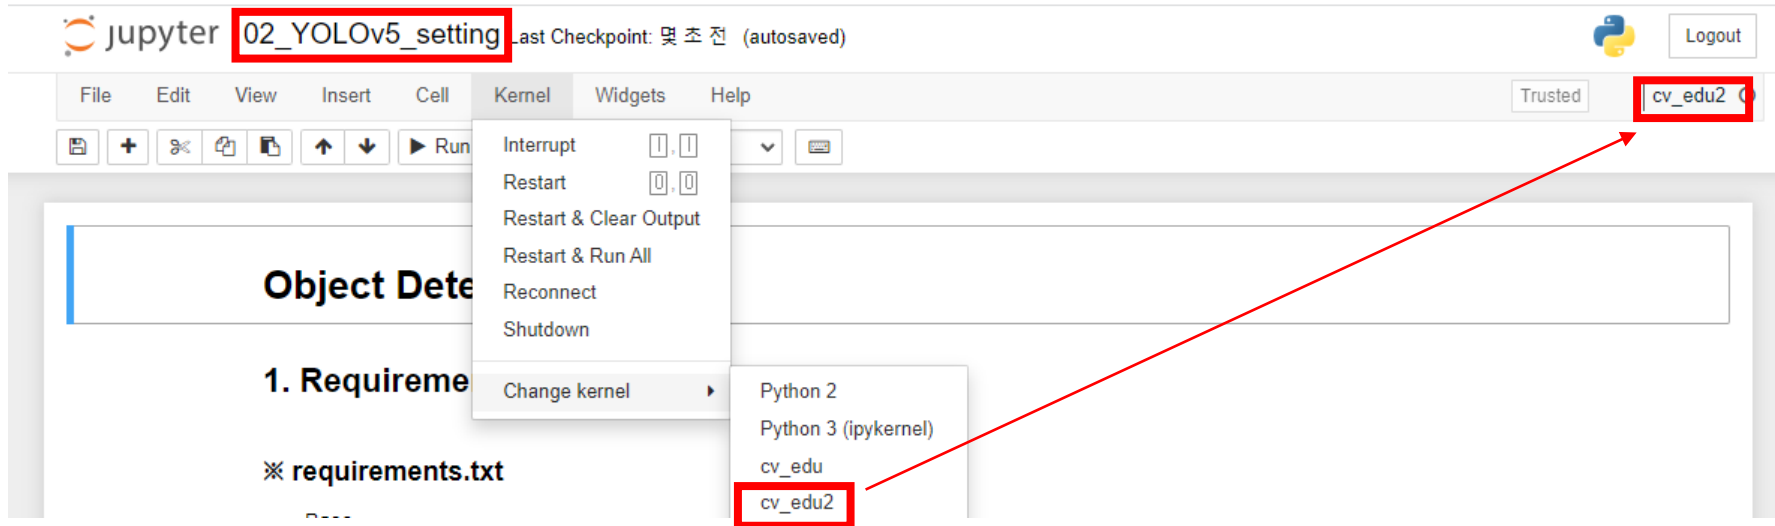 jupyter 02_YOLOv5_setting Last Checkpoint: 몇 초 전 (autosaved) Logout
File Edit View Insert Cell Kernel Widgets Help Trusted cv_edu2
Run
Interrupt I,I
Restart 0,0
Restart & Clear Output
Restart & Run All
Reconnect
Shutdown
Change kernel
Python 2
Python 3 (ipykernel)
cv_edu
cv_edu2
Object Dete
1. Requireme
※ requirements.txt